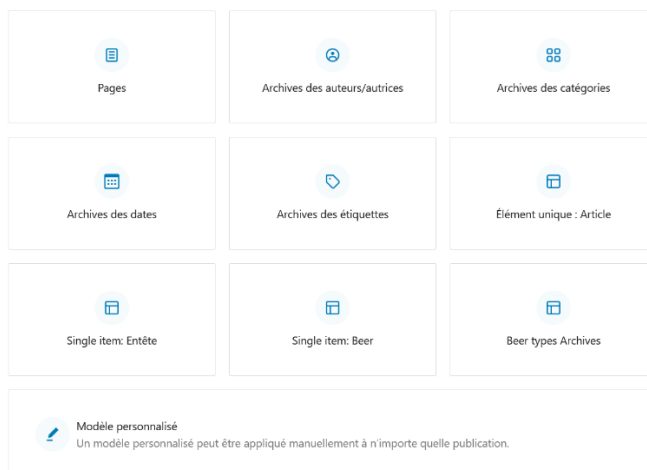 Pages
Archives des auteurs/autrices
Archives des catégories
Archives des dates
Archives des étiquettes
Élément unique : Article
Single item: Entête
Single item: Beer
Beer types Archives
Modèle personnalisé
Un modèle personnalisé peut être appliqué manuellement à n'importe quelle publication.